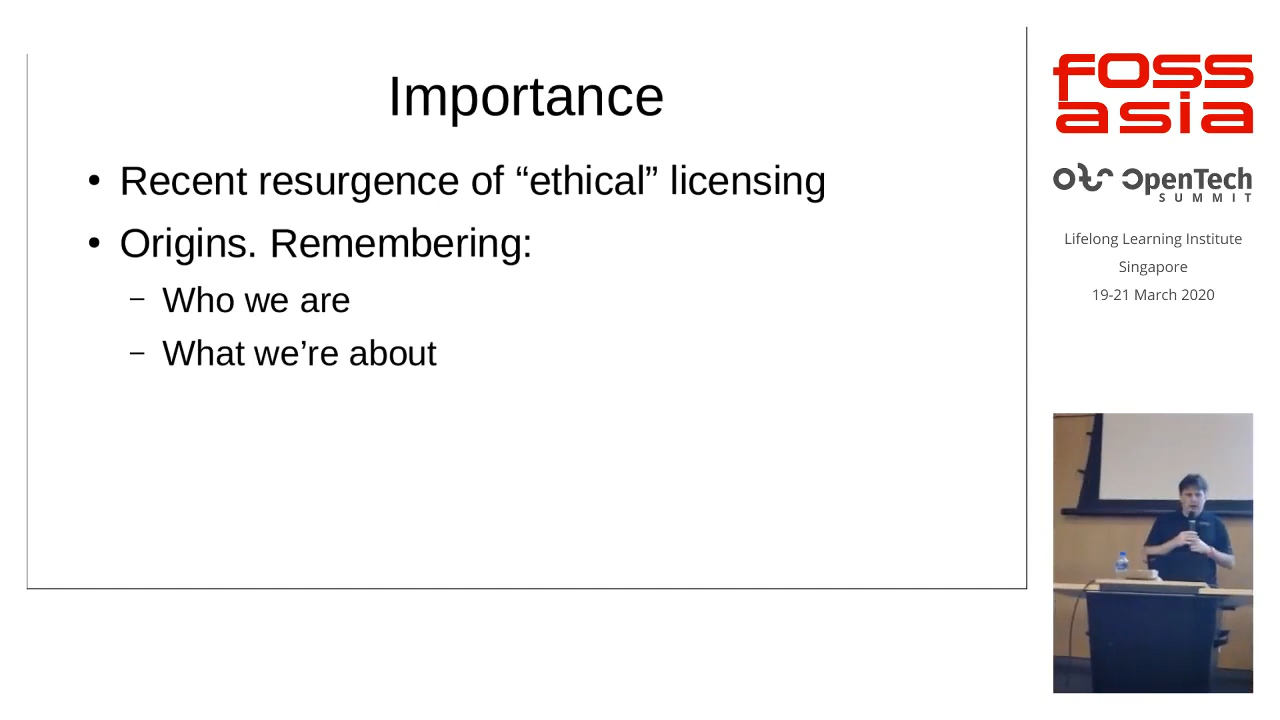 Importance
• Recent resurgence of “ethical” licensing
• Origins. Remembering:
– Who we are
– What we’re about
foss
asia
OpenTech
SUMMIT
Lifelong Learning Institute
Singapore
19-21 March 2020